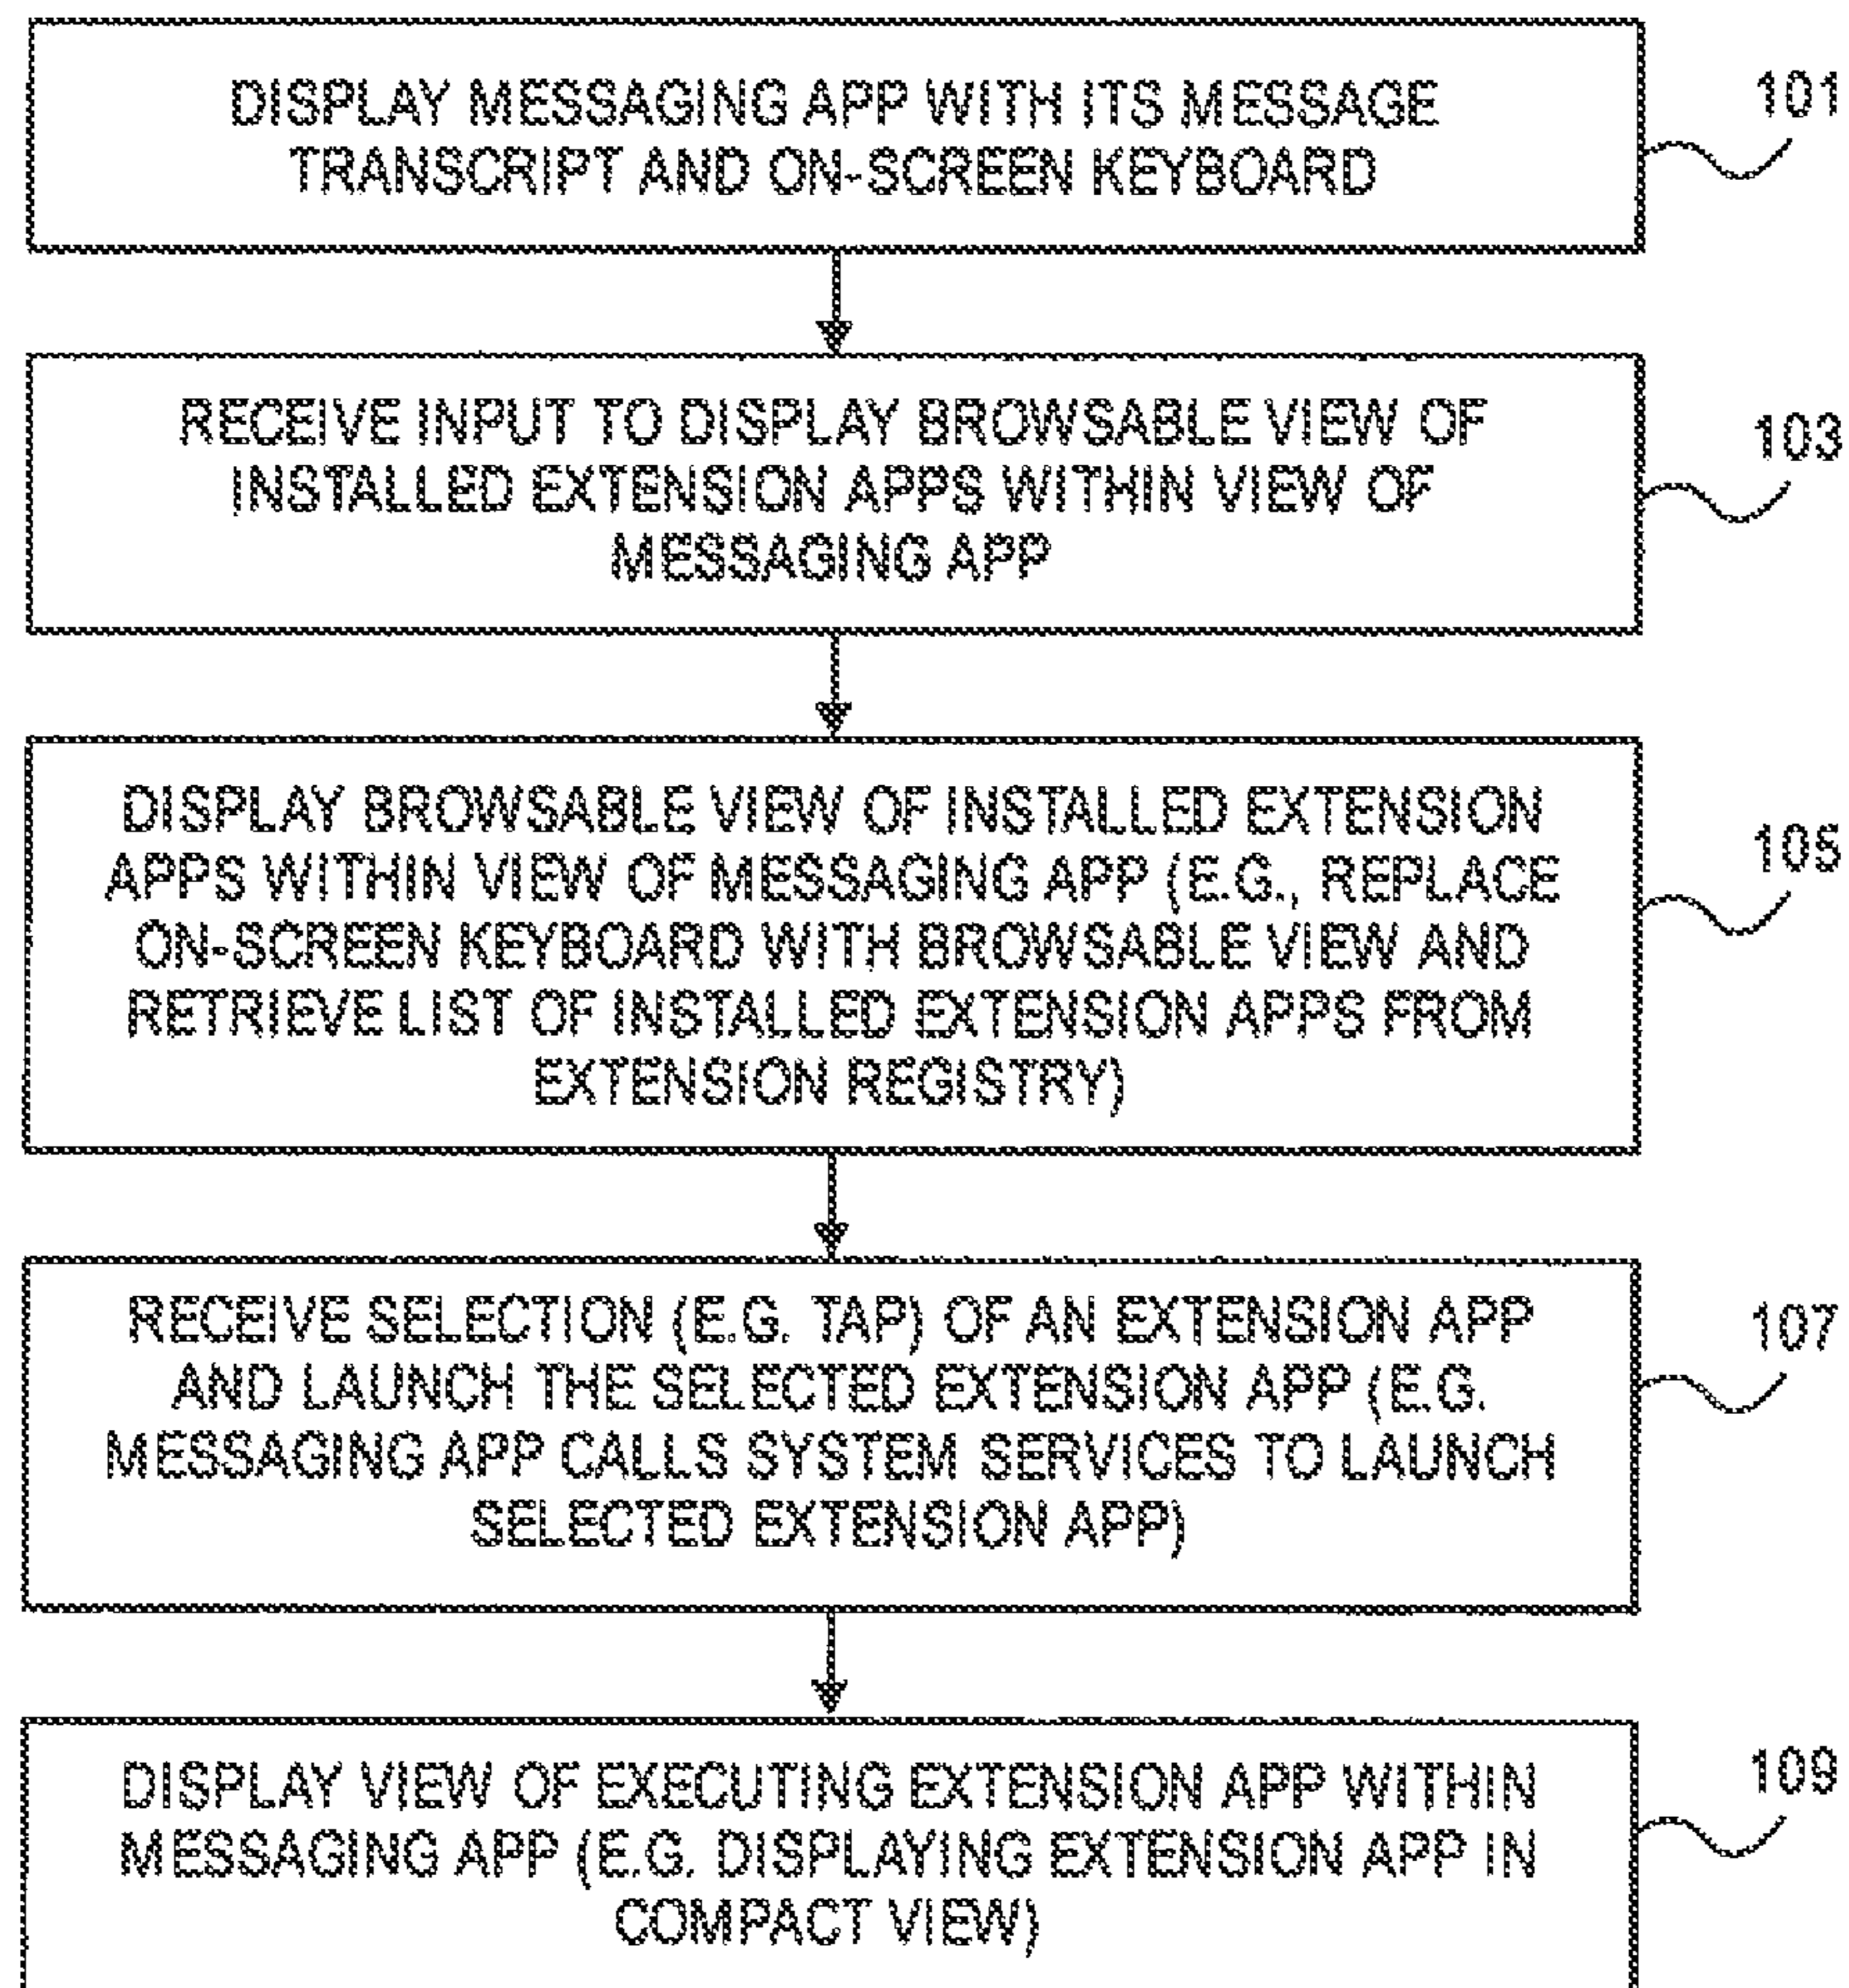 DISPLAY MESSAGING APP WITH ITS MESSAGE
TRANSCRIPT AND ON-SCREEN KEYBOARD
101
RECEIVE INPUT TO DISPLAY BROWSABLE VIEW OF
INSTALLED EXTENSION APPS WITHIN VIEW OF
MESSAGING APP
103
DISPLAY BROWSABLE VIEW OF INSTALLED EXTENSION
APPS WITHIN VIEW OF MESSAGING APP (E.G., REPLACE
ON-SCREEN KEYBOARD WITH BROWSABLE VIEW AND
RETRIEVE LIST OF INSTALLED EXTENSION APPS FROM
EXTENSION REGISTRY)
105
RECEIVE SELECTION (E.G. TAP) OF AN EXTENSION APP
AND LAUNCH THE SELECTED EXTENSION APP (E.G.
MESSAGING APP CALLS SYSTEM SERVICES TO LAUNCH
SELECTED EXTENSION APP)
107
DISPLAY VIEW OF EXECUTING EXTENSION APP WITHIN
MESSAGING APP (E.G. DISPLAYING EXTENSION APP IN
COMPACT VIEW)
109